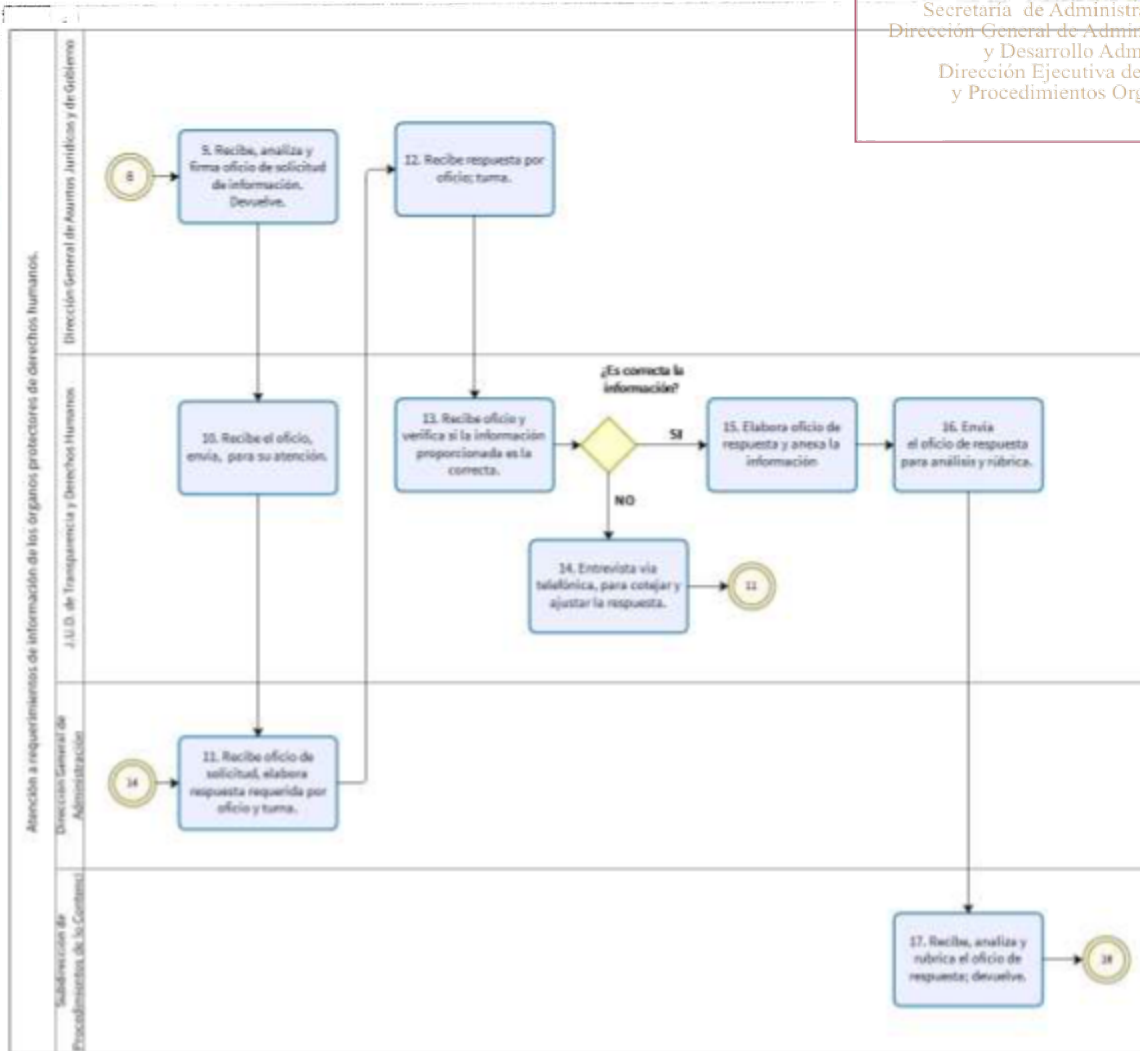 Secretaría de Administra
Dirección General de Admin
y Desarrollo Adm
Dirección Ejecutiva de
y Procedimientos Org
Atención a requerimientos de información de los órganos protectores de derechos humanos.
Dirección General de Asuntos Jurídicos y de Gobierno
8
9. Recibe, analiza y
firma oficio de solicitud
de información.
Devuelve.
12. Recibe respuesta por
oficio; turna.
J.U.D. de Transparencia y Derechos Humanos
10. Recibe el oficio,
envía, para su atención.
13. Recibe oficio y
verifica si la información
proporcionada es la
correcta.
¿Es correcta la
información?
SI
NO
15. Elabora oficio de
respuesta y anexa la
información
16. Envía
el oficio de respuesta
para análisis y rúbrica.
14. Entrevista vía
telefónica, para cotejar y
ajustar la respuesta.
11
Dirección General de
Administración
14
11. Recibe oficio de
solicitud, elabora
respuesta requerida por
oficio y turna.
Subdirección de
Procedimientos de lo Contenci
17. Recibe, analiza y
rubrica el oficio de
respuesta; devuelve.
18